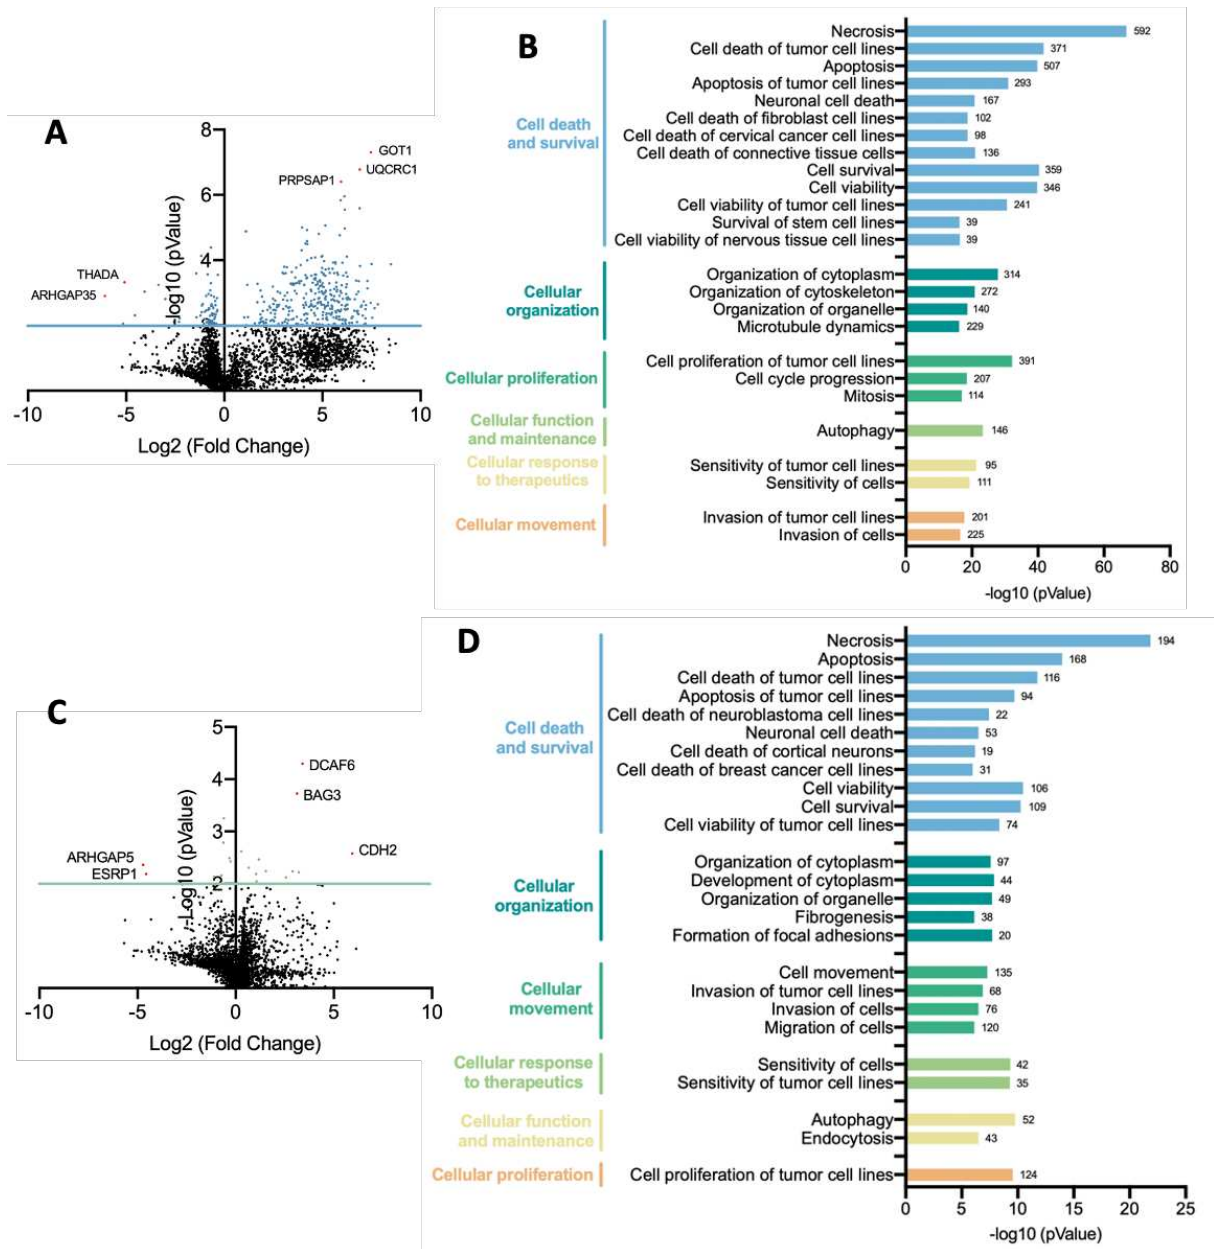 A
8
6
4
-log10 (pValue)
GOT1
UQCRC1
PRPSAP1
THADA
ARHGAP35
-10
-5
0
5
10
Log2 (Fold Change)
B
Cell death
and survival
Necrosis
592
Cell death of tumor cell lines
371
Apoptosis
507
Apoptosis of tumor cell lines
293
Neuronal cell death
167
Cell death of fibroblast cell lines
102
Cell death of cervical cancer cell lines
98
Cell death of connective tissue cells
136
Cell survival
359
Cell viability
346
Cell viability of tumor cell lines
241
Survival of stem cell lines
39
Cell viability of nervous tissue cell lines
39
Cellular
organization
Organization of cytoplasm
314
Organization of cytoskeleton
272
Organization of organelle
140
Microtubule dynamics
229
Cellular proliferation
Cell proliferation of tumor cell lines
391
Cell cycle progression
207
Mitosis
114
Cellular function
and maintenance
Autophagy
146
Cellular response
to therapeutics
Sensitivity of tumor cell lines
95
Sensitivity of cells
111
Cellular movement
Invasion of tumor cell lines
201
Invasion of cells
225
0
20
40
60
80
-log10 (pValue)
C
5
4
3
2
-Log10 (pValue)
DCAF6
BAG3
CDH2
ARHGAP5
ESRP1
-10
-5
0
5
10
Log2 (Fold Change)
D
Cell death
and survival
Necrosis
194
Apoptosis
168
Cell death of tumor cell lines
116
Apoptosis of tumor cell lines
94
Cell death of neuroblastoma cell lines
22
Neuronal cell death
53
Cell death of cortical neurons
19
Cell death of breast cancer cell lines
31
Cell viability
106
Cell survival
109
Cell viability of tumor cell lines
74
Cellular
organization
Organization of cytoplasm
97
Development of cytoplasm
44
Organization of organelle
49
Fibrogenesis
38
Formation of focal adhesions
20
Cellular
movement
Cell movement
135
Invasion of tumor cell lines
68
Invasion of cells
76
Migration of cells
120
Cellular response
to therapeutics
Sensitivity of cells
42
Sensitivity of tumor cell lines
35
Cellular function
and maintenance
Autophagy
52
Endocytosis
43
Cellular proliferation
Cell proliferation of tumor cell lines
124
0
5
10
15
20
25
-log10 (pValue)